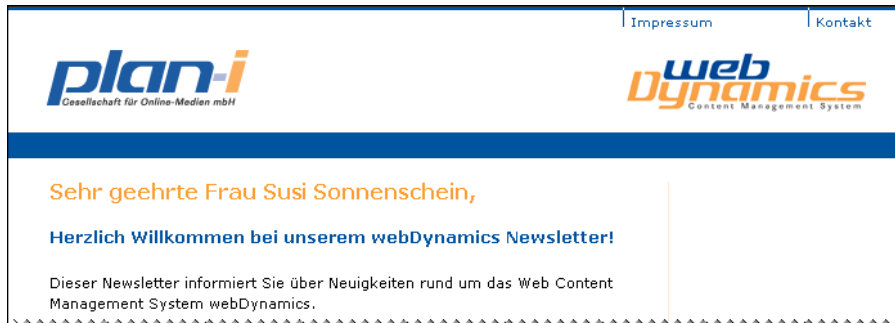 Impressum
Kontakt
plan-i
Gesellschaft für Online-Medien mbH
web
Dynamics
Content Management System
Sehr geehrte Frau Susi Sonnenschein,
Herzlich Willkommen bei unserem webDynamics Newsletter!
Dieser Newsletter informiert Sie über Neuigkeiten rund um das Web Content
Management System webDynamics.